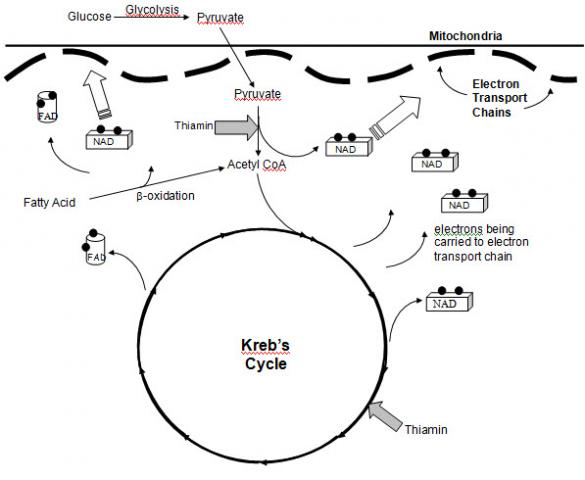 Glucose
Glycolysis
Pyruvate
Mitochondria
Electron
Transport
Chains
Pyruvate
FAD
Thiamin
NAD
NAD
NAD
Acetyl CoA
Fatty Acid
β-oxidation
NAD
electrons being
carried to electron
transport chain
FAD
NAD
Kreb's
Cycle
Thiamin